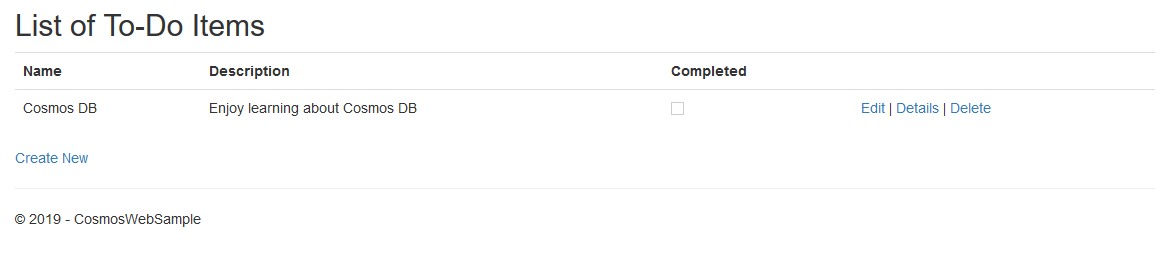 List of To-Do Items
Name Description Completed
Cosmos DB Enjoy learning about Cosmos DB Edit | Details | Delete
Create New
© 2019 - CosmosWebSample